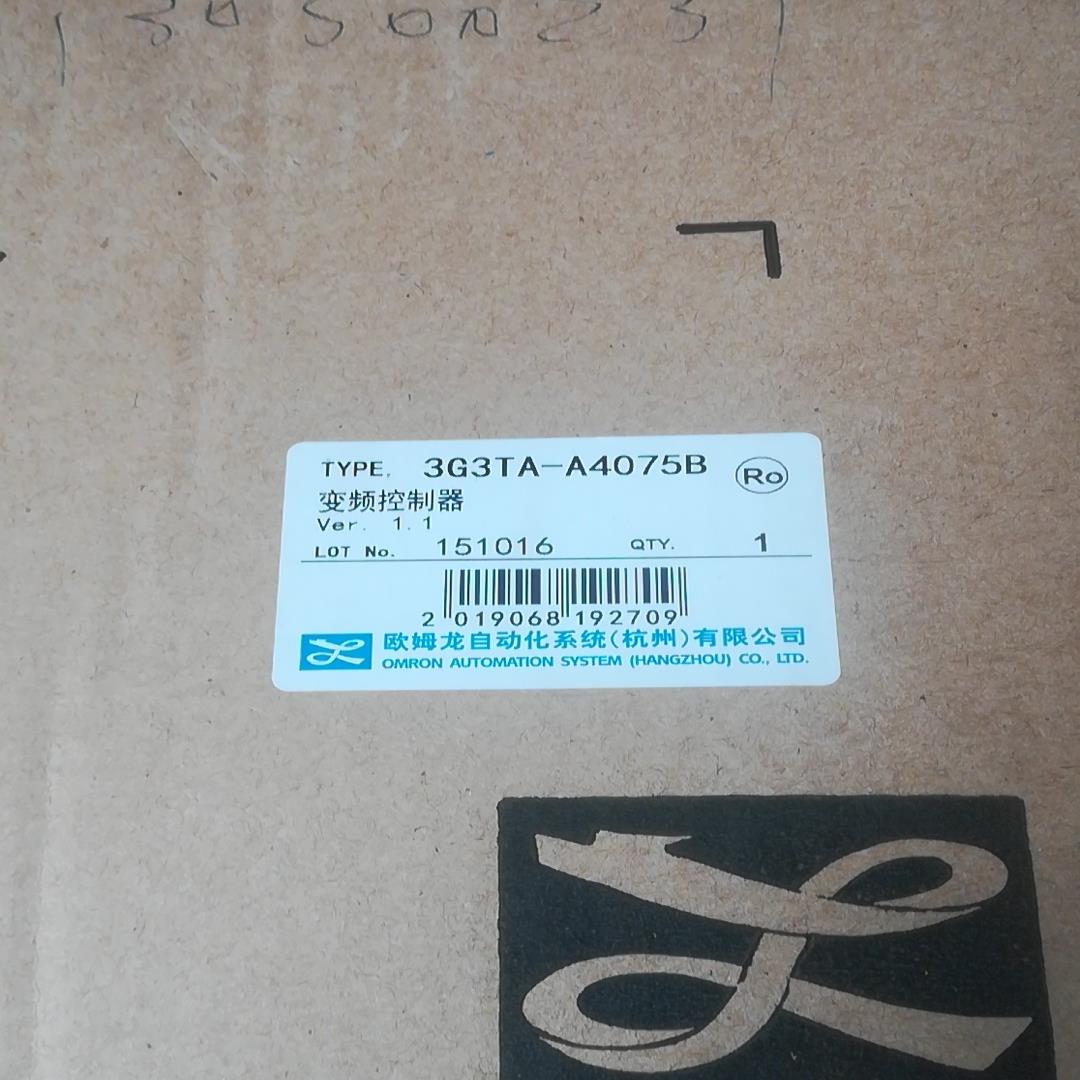 TYPE. 3G3TA-A4075B Ro
变频控制器
Ver. 1.1
LOT No. 151016 QTY. 1
2 019068 192709
欧姆龙自动化系统(杭州)有限公司
OMRON AUTOMATION SYSTEM (HANGZHOU) CO., LTD.